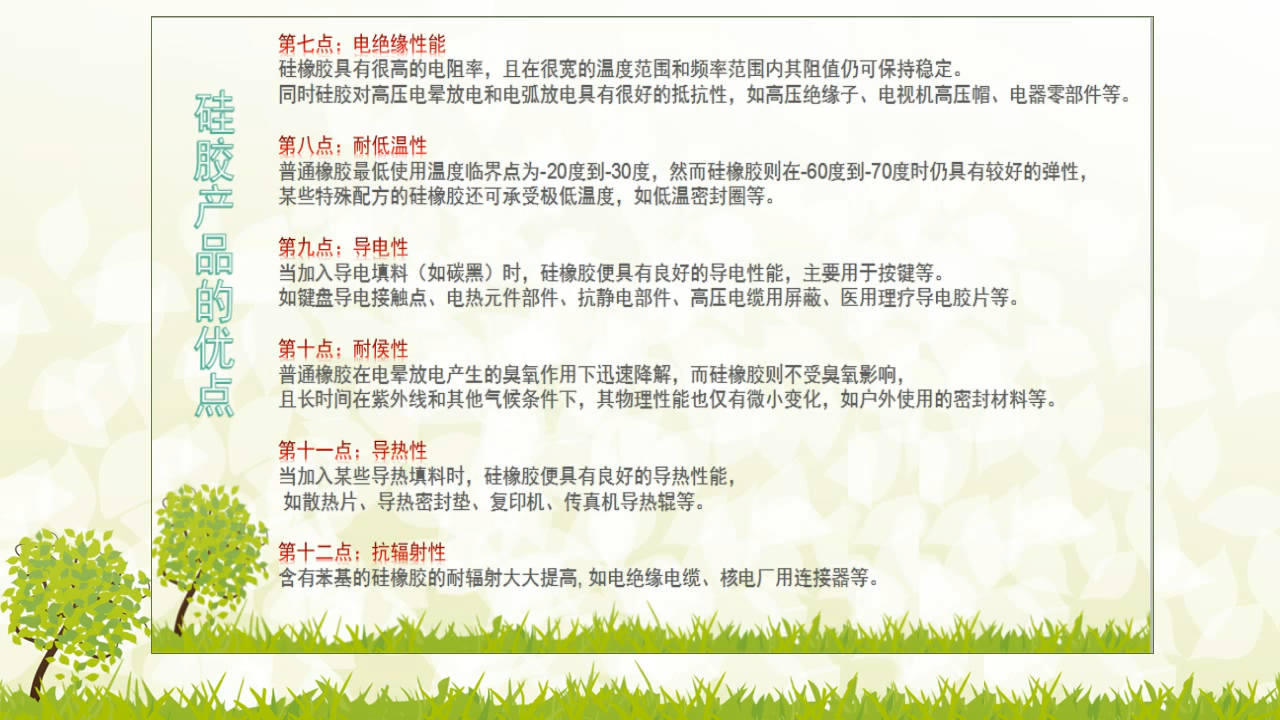 硅胶产品的优点
第七点：电绝缘性能
硅橡胶具有很高的电阻率，且在很宽的温度范围和频率范围内其阻值仍可保持稳定。
同时硅胶对高压电晕放电和电弧放电具有很好的抵抗性，如高压绝缘子、电视机高压帽、电器零部件等。
第八点：耐低温性
普通橡胶最低使用温度临界点为-20度到-30度，然而硅橡胶则在-60度到-70度时仍具有较好的弹性，
某些特殊配方的硅橡胶还可承受极低温度，如低温密封圈等。
第九点：导电性
当加入导电填料（如碳黑）时，硅橡胶便具有良好的导电性能，主要用于按键等。
如键盘导电接触点、电热元件部件、抗静电部件、高压电缆用屏蔽、医用理疗导电胶片等。
第十点：耐侯性
普通橡胶在电晕放电产生的臭氧作用下迅速降解，而硅橡胶则不受臭氧影响，
且长时间在紫外线和其他气候条件下，其物理性能也仅有微小变化，如户外使用的密封材料等。
第十一点：导热性
当加入某些导热填料时，硅橡胶便具有良好的导热性能，
如散热片、导热密封垫、复印机、传真机导热辊等。
第十二点：抗辐射性
含有苯基的硅橡胶的耐辐射大大提高, 如电绝缘电缆、核电厂用连接器等。